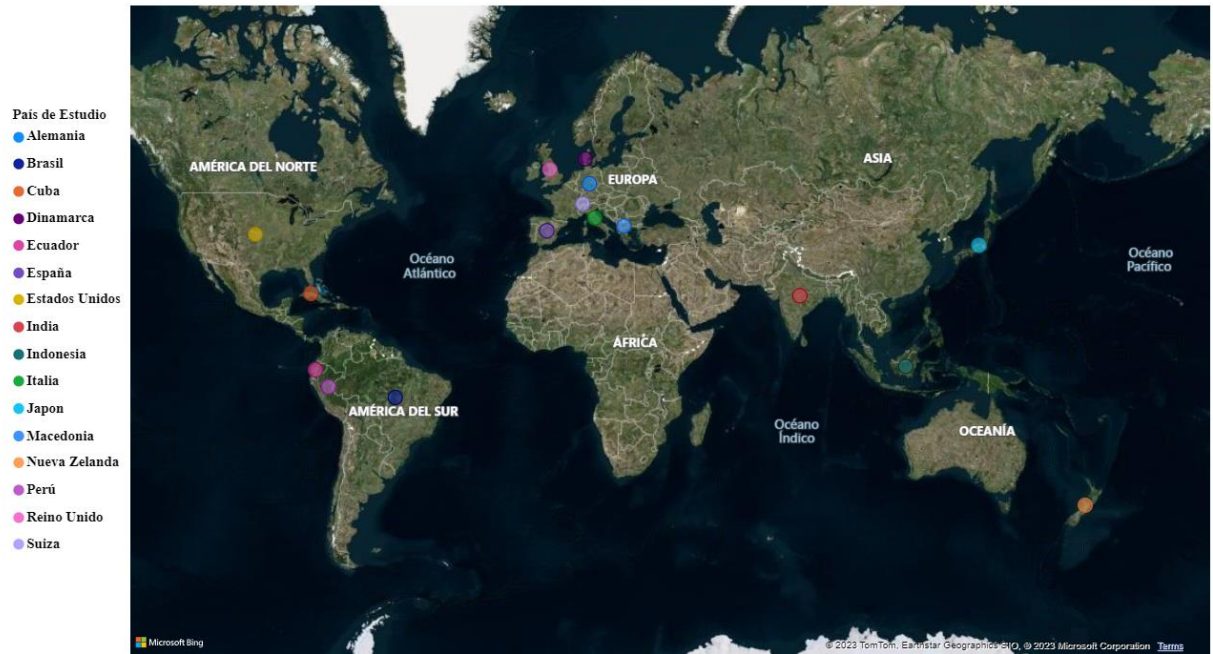 País de Estudio
Alemania
Brasil
Cuba
Dinamarca
Ecuador
España
Estados Unidos
India
Indonesia
Italia
Japon
Macedonia
Nueva Zelanda
Perú
Reino Unido
Suiza
AMÉRICA DEL NORTE
EUROPA
ASIA
Océano
Atlántico
Océano
Pacífico
ÁFRICA
AMÉRICA DEL SUR
Océano
Índico
OCEANÍA
Microsoft Bing
© 2023 TomTom, Earthstar Geographics SIO, © 2023 Microsoft Corporation Terms